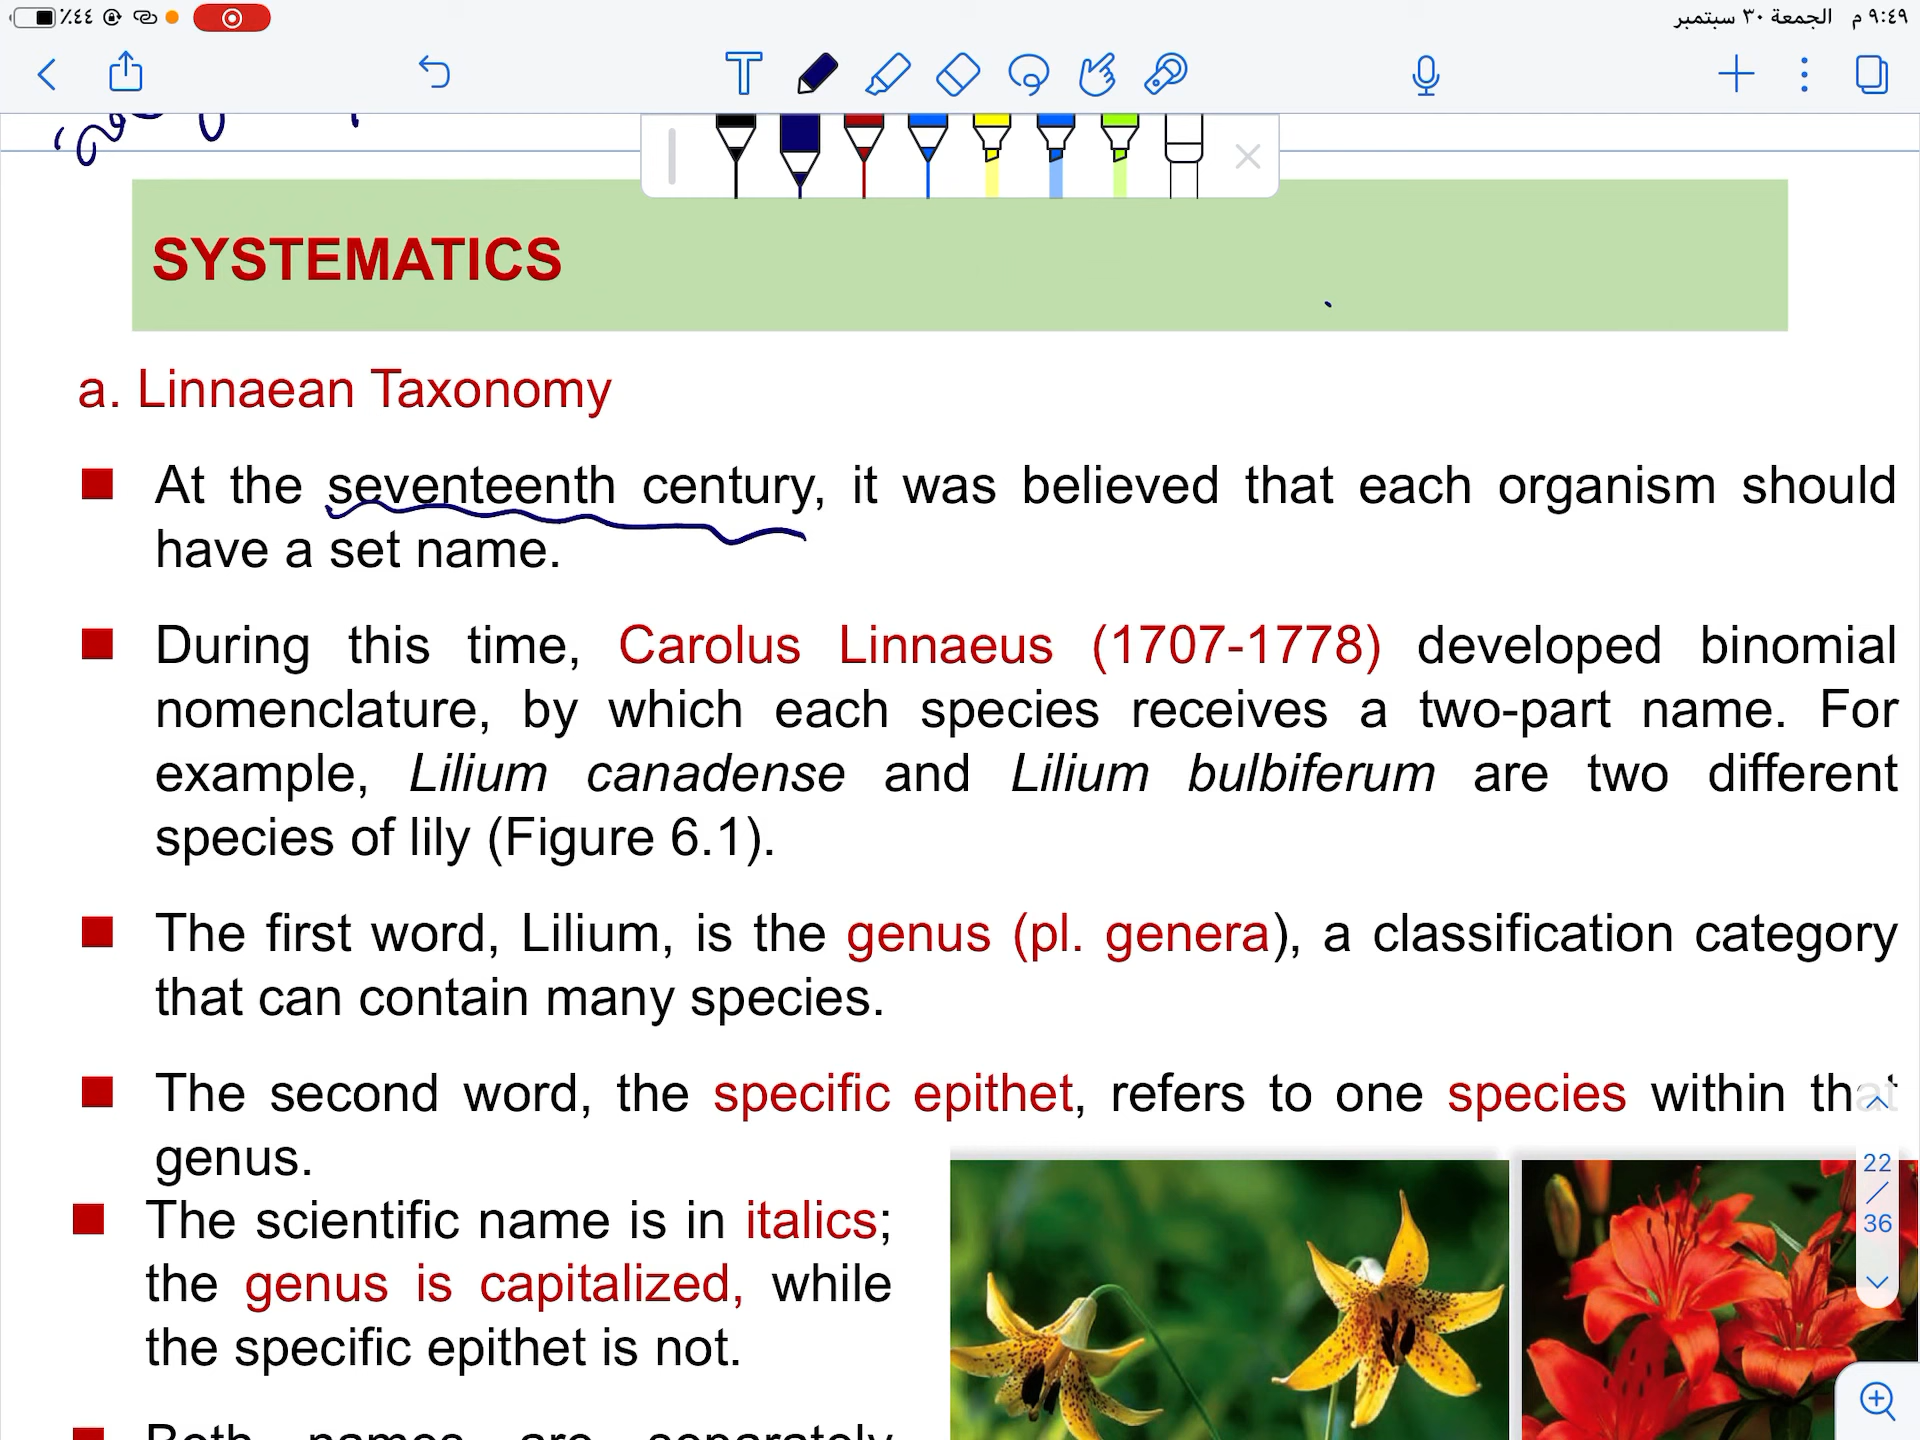 ٪٤٤
٩:٤٩ م الجمعة ٣٠ سبتمبر
T
SYSTEMATICS
a. Linnaean Taxonomy
At the seventeenth century, it was believed that each organism should
have a set name.
During this time, Carolus Linnaeus (1707-1778) developed binomial
nomenclature, by which each species receives a two-part name. For
example, Lilium canadense and Lilium bulbiferum are two different
species of lily (Figure 6.1).
The first word, Lilium, is the genus (pl. genera), a classification category
that can contain many species.
The second word, the specific epithet, refers to one species within that
genus.
The scientific name is in italics;
the genus is capitalized, while
the specific epithet is not.
Both names are separately
22
/
36